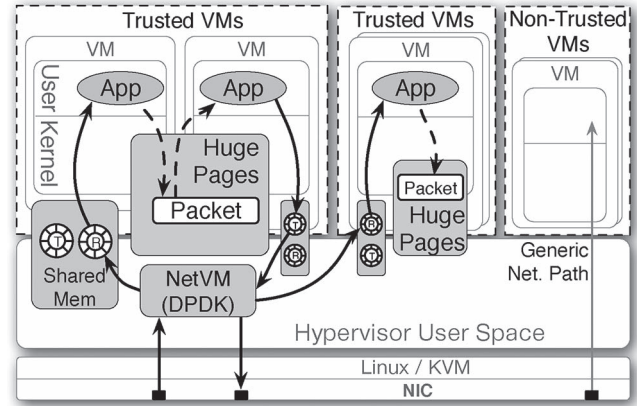 Trusted VMs
Trusted VMs
Non-Trusted
VMs
VM
VM
VM
VM
User Kernel
App
App
App
Huge
Pages
Packet
Packet
Huge
Pages
T
R
Shared
Mem
T
R
R
T
NetVM
(DPDK)
Generic
Net. Path
Hypervisor User Space
Linux / KVM
NIC